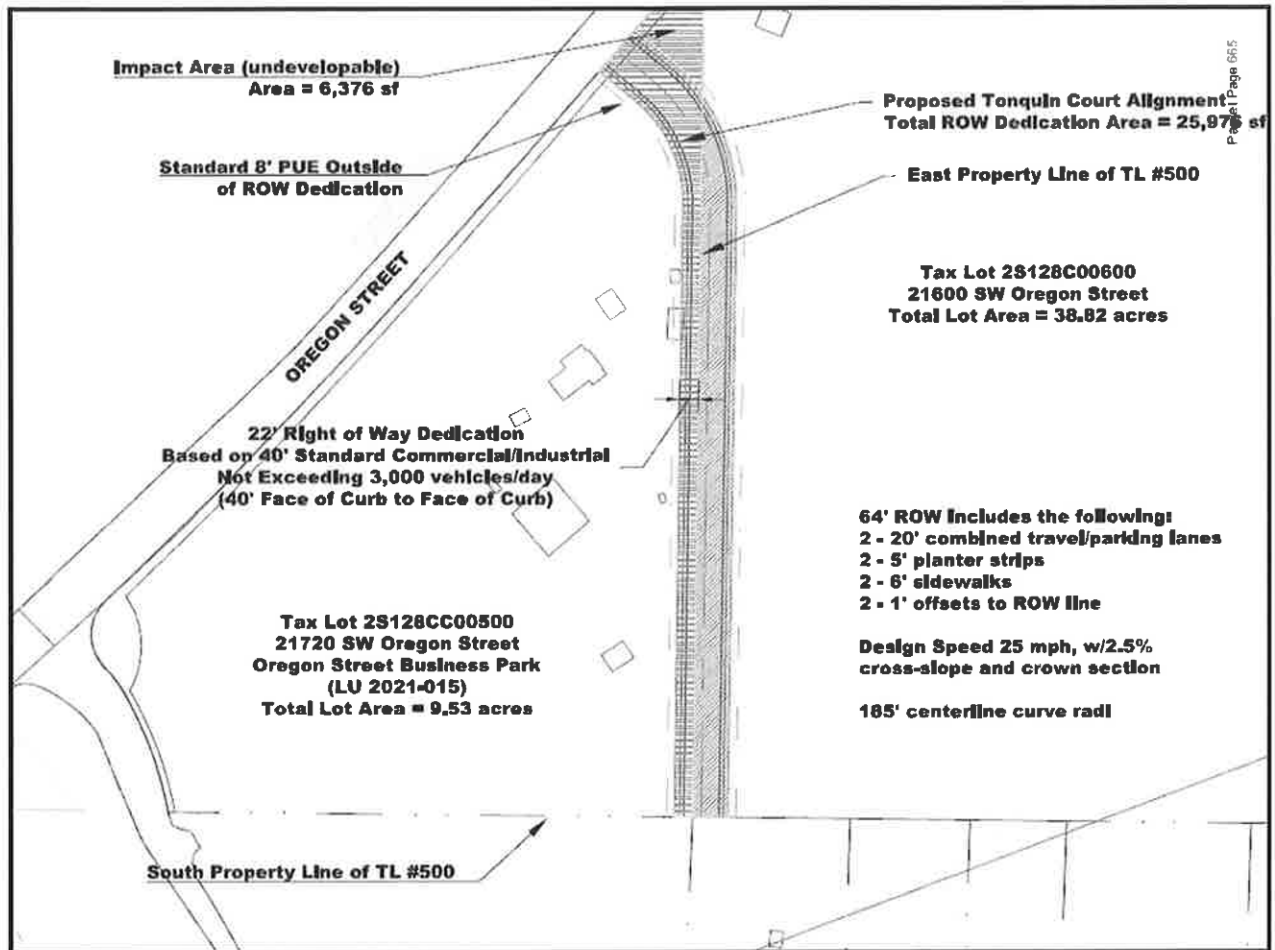 Impact Area (undevelopable)
Area = 6,376 sf
Standard 8' PUE Outside
of ROW Dedication
OREGON STREET
Proposed Tonquin Court Alignment
Total ROW Dedication Area = 25,976 sf
Page 665
East Property Line of TL #500
Tax Lot 2S128C00600
21600 SW Oregon Street
Total Lot Area = 38.82 acres
22' Right of Way Dedication
Based on 40' Standard Commercial/Industrial
Not Exceeding 3,000 vehicles/day
(40' Face of Curb to Face of Curb)
64' ROW Includes the following:
2 - 20' combined travel/parking lanes
2 - 5' planter strips
2 - 6' sidewalks
2 - 1' offsets to ROW line
Design Speed 25 mph, w/2.5%
cross-slope and crown section
185' centerline curve radi
Tax Lot 2S128CC00500
21720 SW Oregon Street
Oregon Street Business Park
(LU 2021-015)
Total Lot Area = 9.53 acres
South Property Line of TL #500